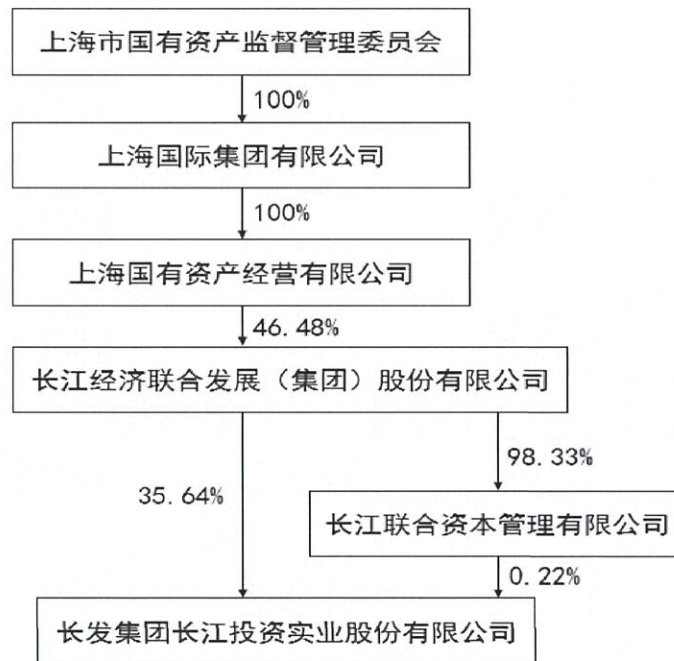 上海市国有资产监督管理委员会
100%
上海国际集团有限公司
100%
上海国有资产经营有限公司
46.48%
长江经济联合发展（集团）股份有限公司
98.33%
35.64%
长江联合资本管理有限公司
0.22%
长发集团长江投资实业股份有限公司